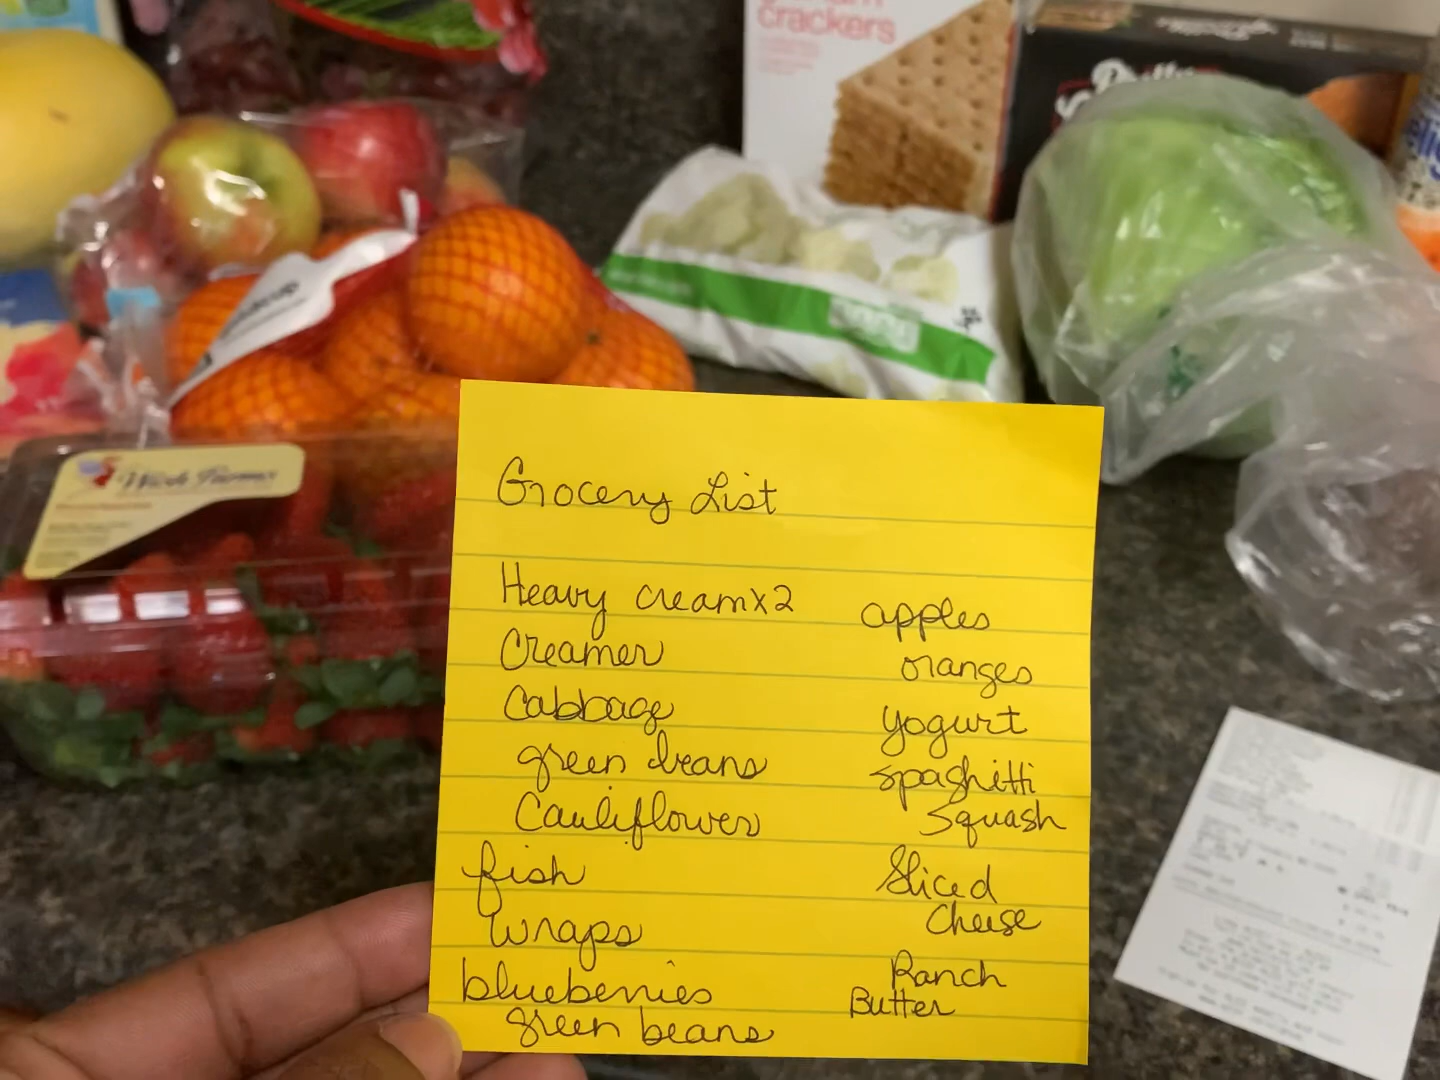 crackers
Grocery List
Heavy cream x2
Creamer
Cabbage
green beans
Cauliflower
fish
wraps
blueberries
green beans
apples
oranges
yogurt
spaghitti
Squash
Sliced
Cheese
Ranch
Butter